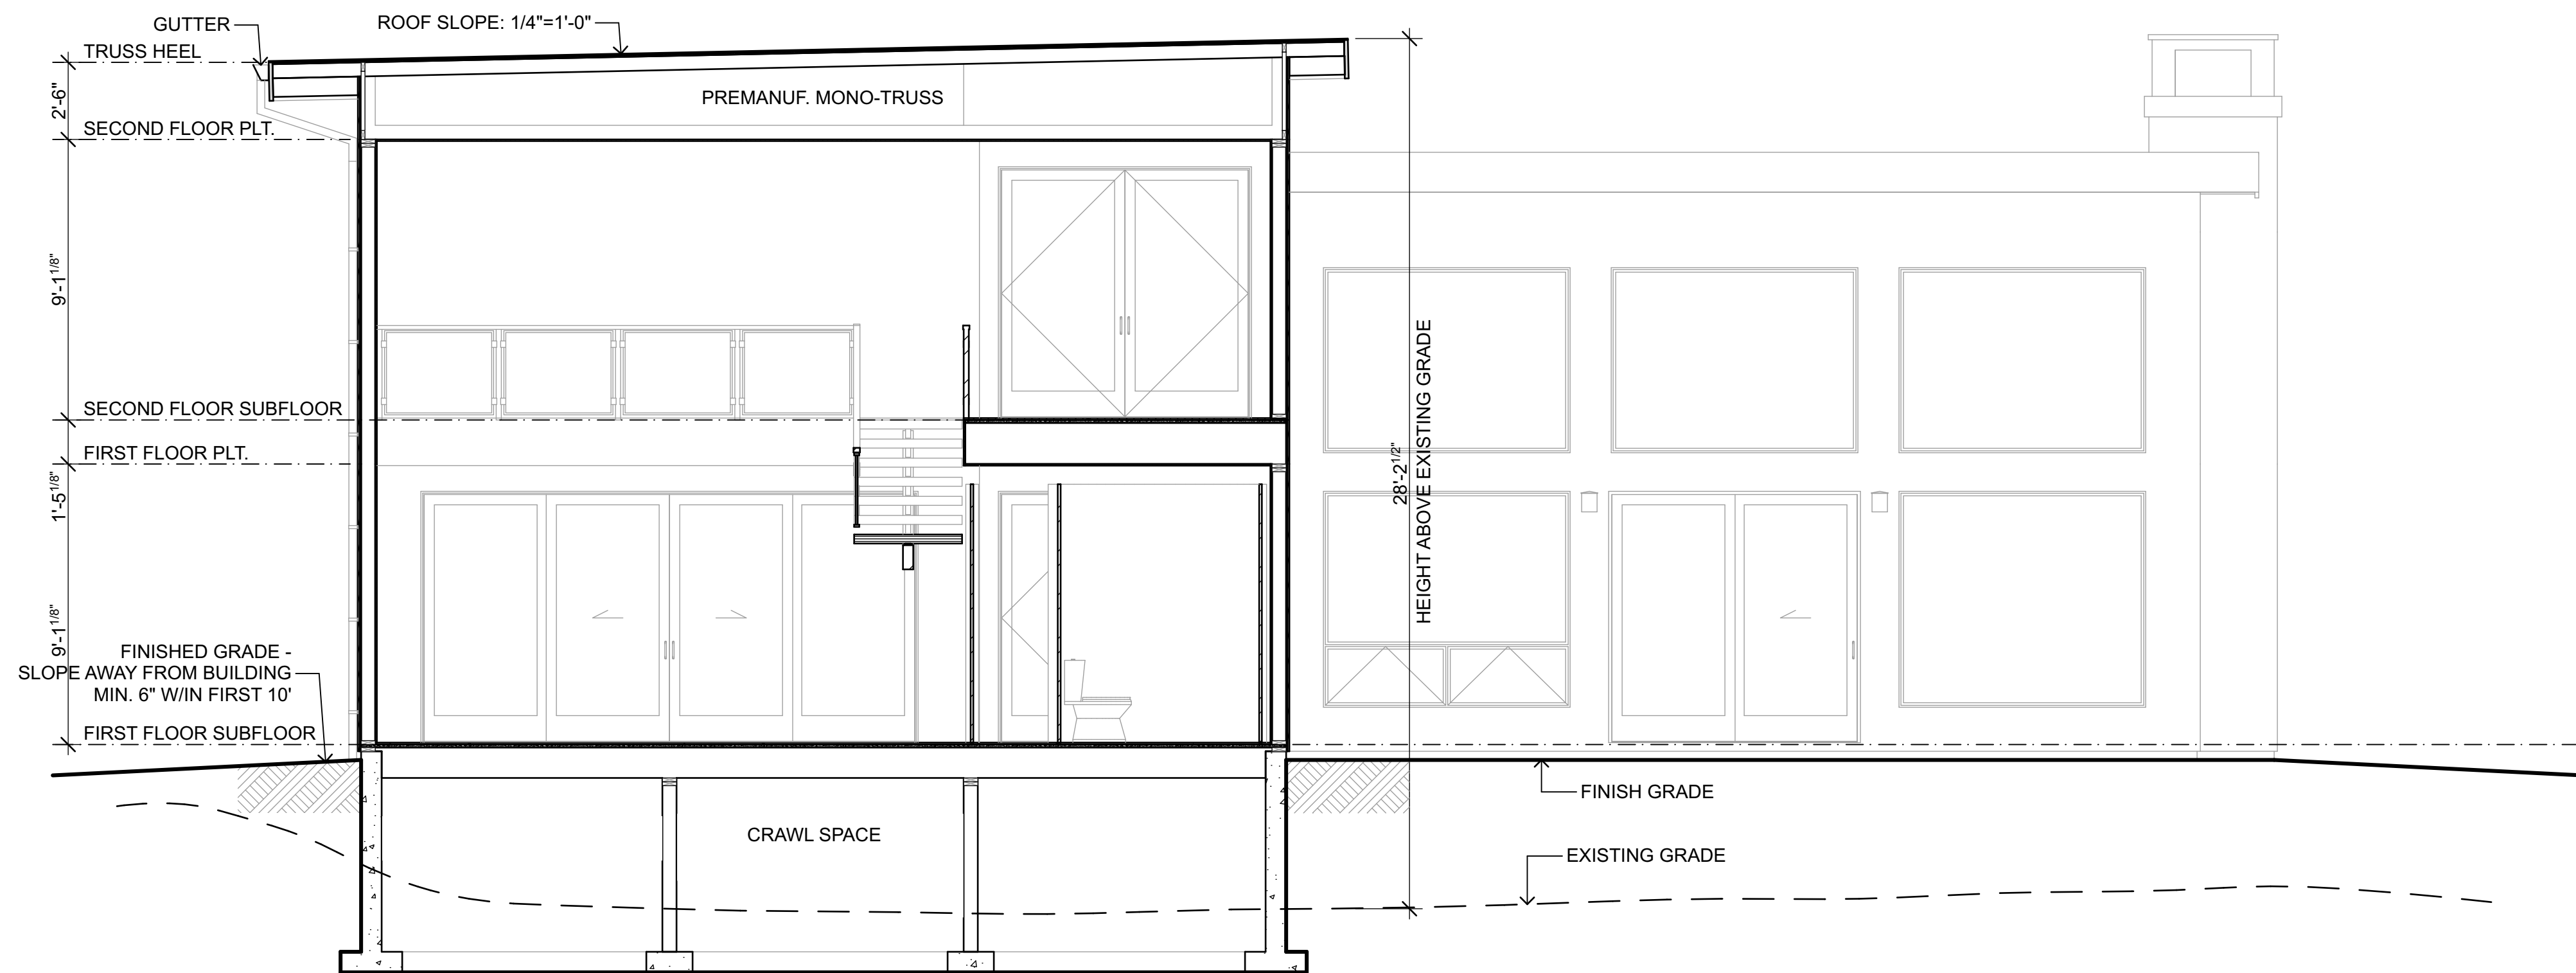 GUTTER
ROOF SLOPE: 1/4"=1'-0"
TRUSS HEEL
2'-6"
PREMANUF. MONO-TRUSS
SECOND FLOOR PLT.
9'-1 1/8"
SECOND FLOOR SUBFLOOR
FIRST FLOOR PLT.
1'-5 1/8"
28'-2 1/2"
HEIGHT ABOVE EXISTING GRADE
9'-1 1/8"
FINISHED GRADE -
SLOPE AWAY FROM BUILDING
MIN. 6" W/IN FIRST 10'
FIRST FLOOR SUBFLOOR
FINISH GRADE
CRAWL SPACE
EXISTING GRADE